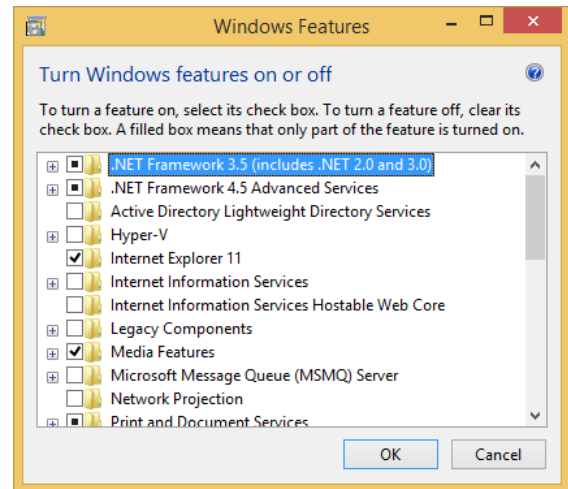 Windows Features
Turn Windows features on or off
To turn a feature on, select its check box. To turn a feature off, clear its
check box. A filled box means that only part of the feature is turned on.
.NET Framework 3.5 (includes .NET 2.0 and 3.0)
.NET Framework 4.5 Advanced Services
Active Directory Lightweight Directory Services
Hyper-V
Internet Explorer 11
Internet Information Services
Internet Information Services Hostable Web Core
Legacy Components
Media Features
Microsoft Message Queue (MSMQ) Server
Network Projection
Print and Document Services
OK Cancel